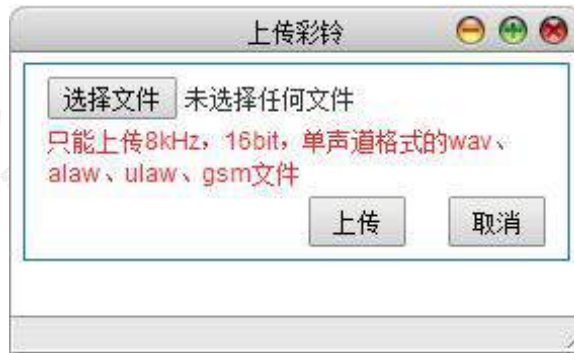 上传彩铃
选择文件 未选择任何文件
只能上传8kHz，16bit，单声道格式的wav、
alaw、ulaw、gsm文件
上传 取消